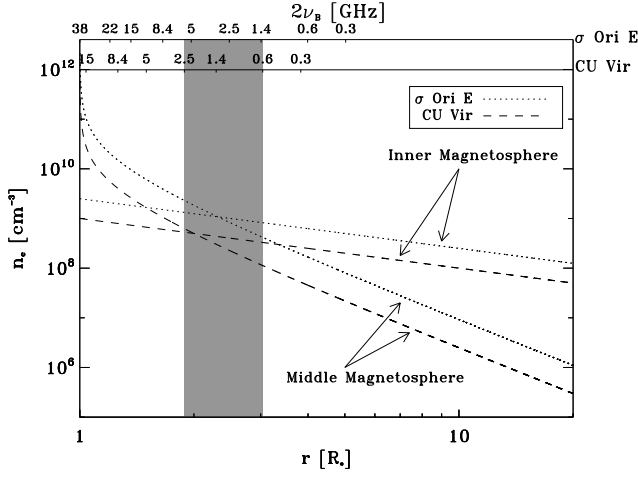 2ν_B [GHz]
38 22 15 8.4 5 2.5 1.4 0.6 0.3
σ Ori E
15 8.4 5 2.5 1.4 0.6 0.3
CU Vir
10^12
σ Ori E
CU Vir
Inner Magnetosphere
10^10
n_e [cm^-3]
10^8
10^6
Middle Magnetosphere
1 10
r [R_*]